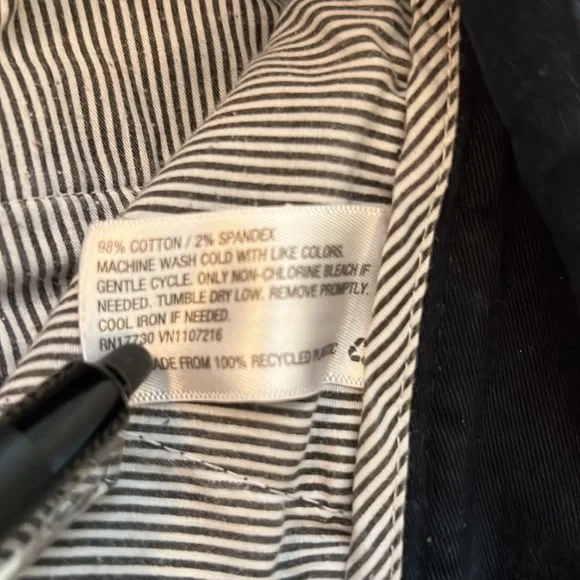 98% COTTON / 2% SPANDEX
MACHINE WASH COLD WITH LIKE COLORS.
GENTLE CYCLE. ONLY NON-CHLORINE BLEACH IF
NEEDED. TUMBLE DRY LOW. REMOVE PROMPTLY.
COOL IRON IF NEEDED.
RN17730 VN1107216
MADE FROM 100% RECYCLED PLASTIC